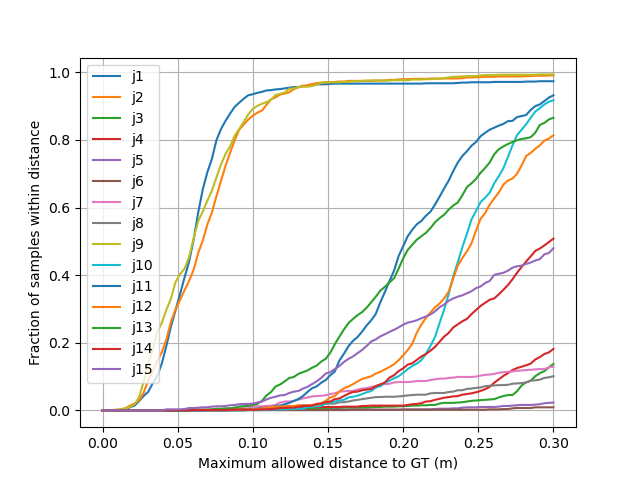 1.0
0.8
0.6
0.4
0.2
0.0
Fraction of samples within distance
j1
j2
j3
j4
j5
j6
j7
j8
j9
j10
j11
j12
j13
j14
j15
0.00 0.05 0.10 0.15 0.20 0.25 0.30
Maximum allowed distance to GT (m)